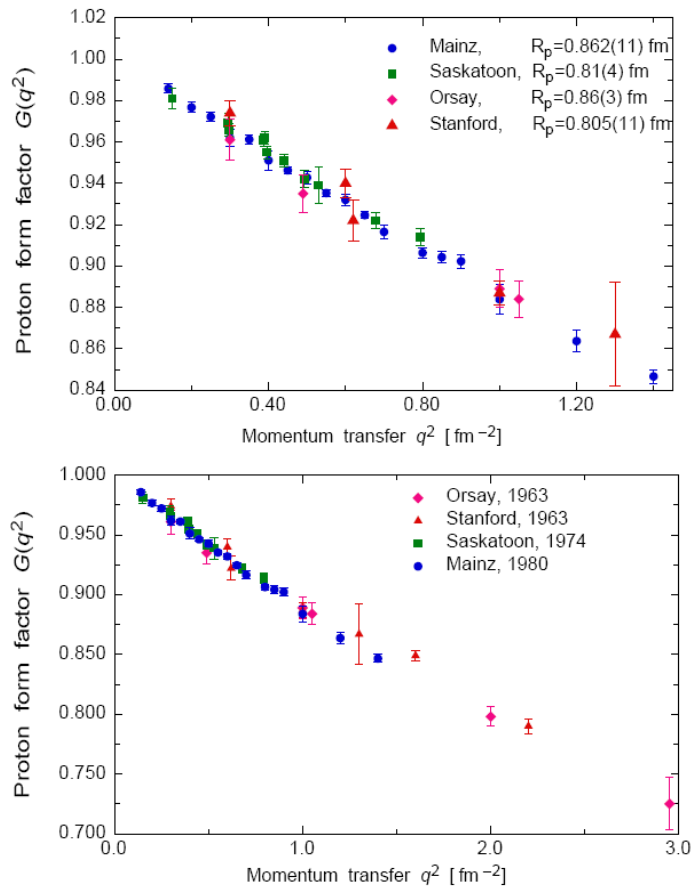 1.02
1.00
0.98
0.96
0.94
0.92
0.90
0.88
0.86
0.84
Proton form factor G(q²)
Mainz, Rp=0.862(11) fm
Saskatoon, Rp=0.81(4) fm
Orsay, Rp=0.86(3) fm
Stanford, Rp=0.805(11) fm
0.00 0.40 0.80 1.20
Momentum transfer q² [fm⁻²]
1.000
0.950
0.900
0.850
0.800
0.750
0.700
Proton form factor G(q²)
Orsay, 1963
Stanford, 1963
Saskatoon, 1974
Mainz, 1980
0.0 1.0 2.0 3.0
Momentum transfer q² [fm⁻²]